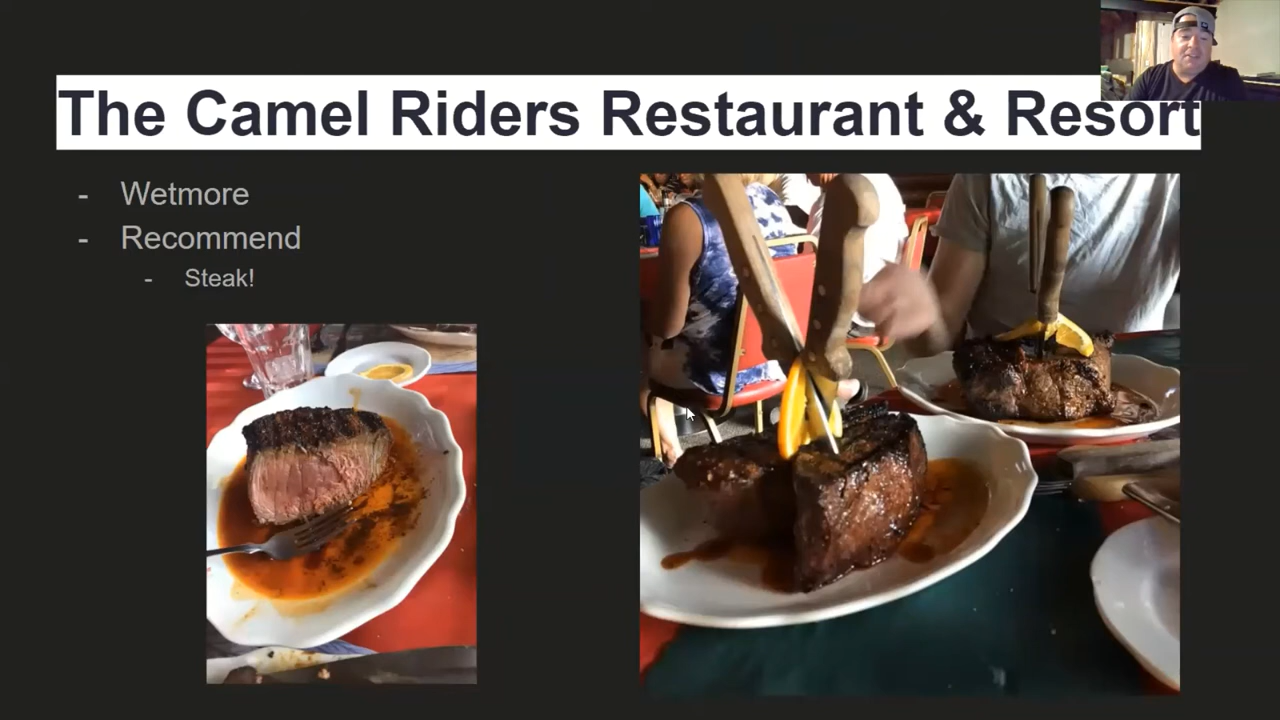 The Camel Riders Restaurant & Resort
- Wetmore
- Recommend
- Steak!